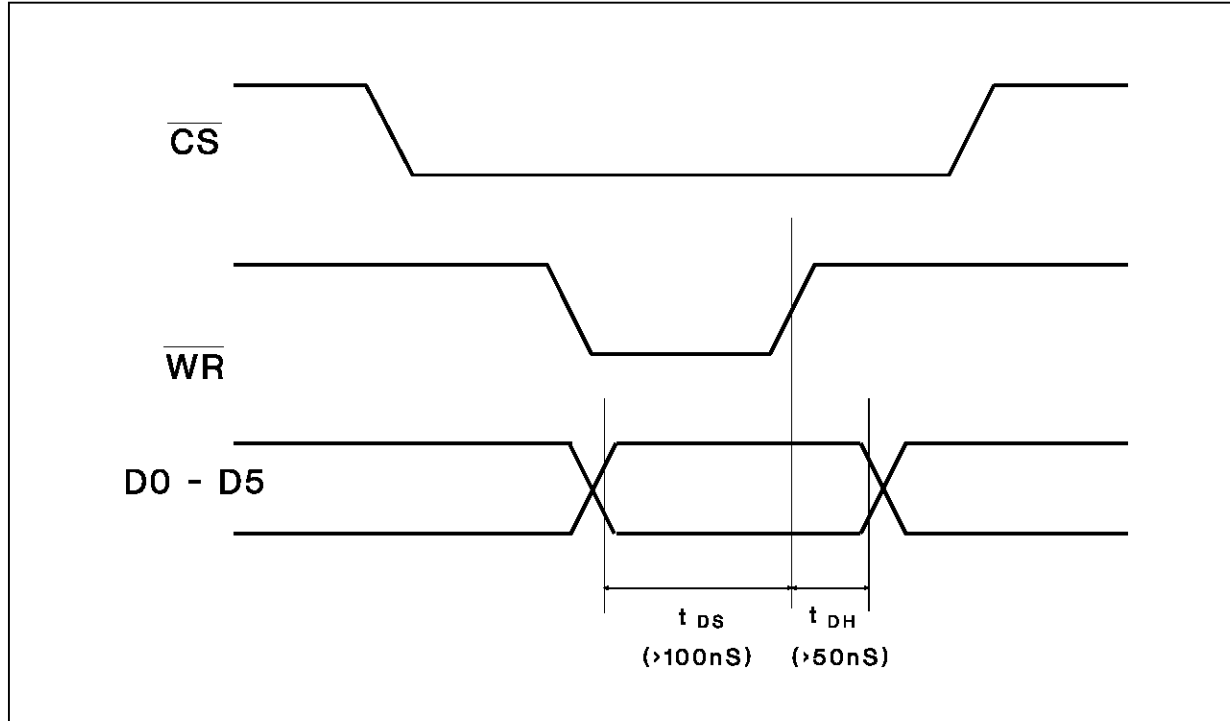 CS
WR
D0 - D5
t DS
t DH
(>100nS)
(>50nS)